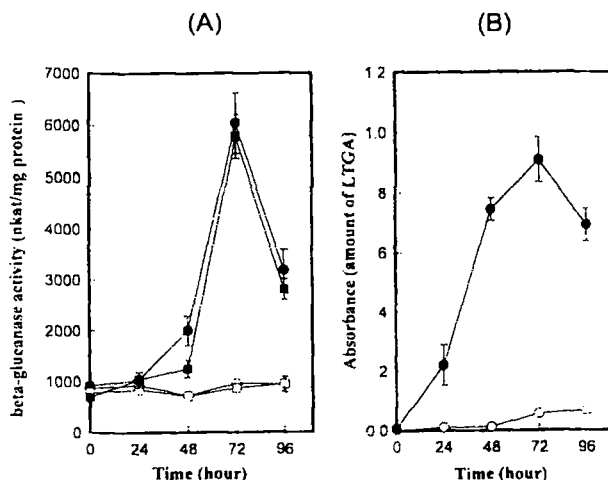 (A)
(B)
beta-glucanase activity (nkat/mg protein )
7000
6000
5000
4000
3000
2000
1000
0
0 24 48 72 96
Time (hour)
Absorbance (amount of LTGA)
1.2
1.0
.8
.6
.4
.2
0.0
0 24 48 72 96
Time (hour)